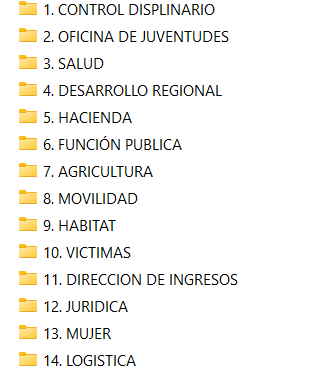 1. CONTROL DISPLINARIO
2. OFICINA DE JUVENTUDES
3. SALUD
4. DESARROLLO REGIONAL
5. HACIENDA
6. FUNCIÓN PUBLICA
7. AGRICULTURA
8. MOVILIDAD
9. HABITAT
10. VICTIMAS
11. DIRECCION DE INGRESOS
12. JURIDICA
13. MUJER
14. LOGISTICA